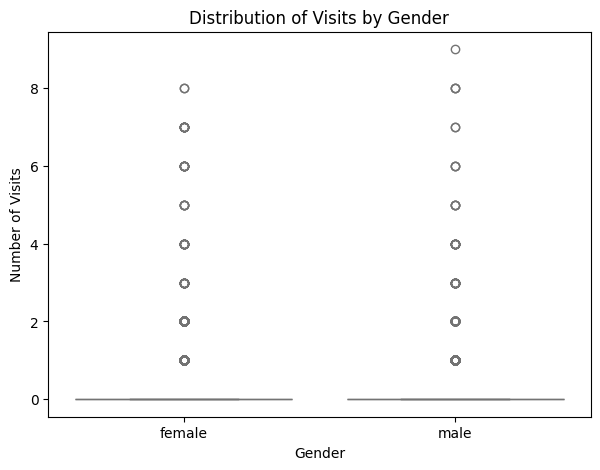 Distribution of Visits by Gender
Number of Visits
8
6
4
2
0
female
male
Gender